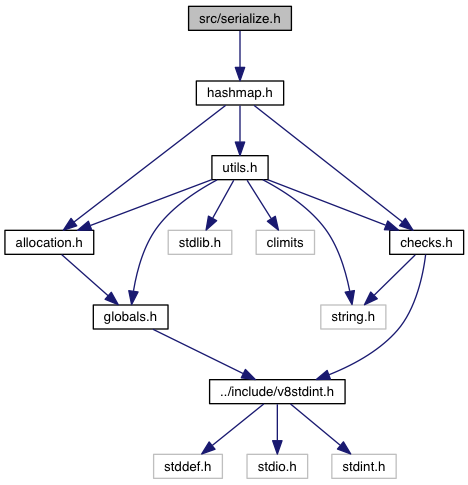 src/serialize.h
hashmap.h
utils.h
allocation.h
stdlib.h
climits
checks.h
globals.h
string.h
../include/v8stdint.h
stddef.h
stdio.h
stdint.h